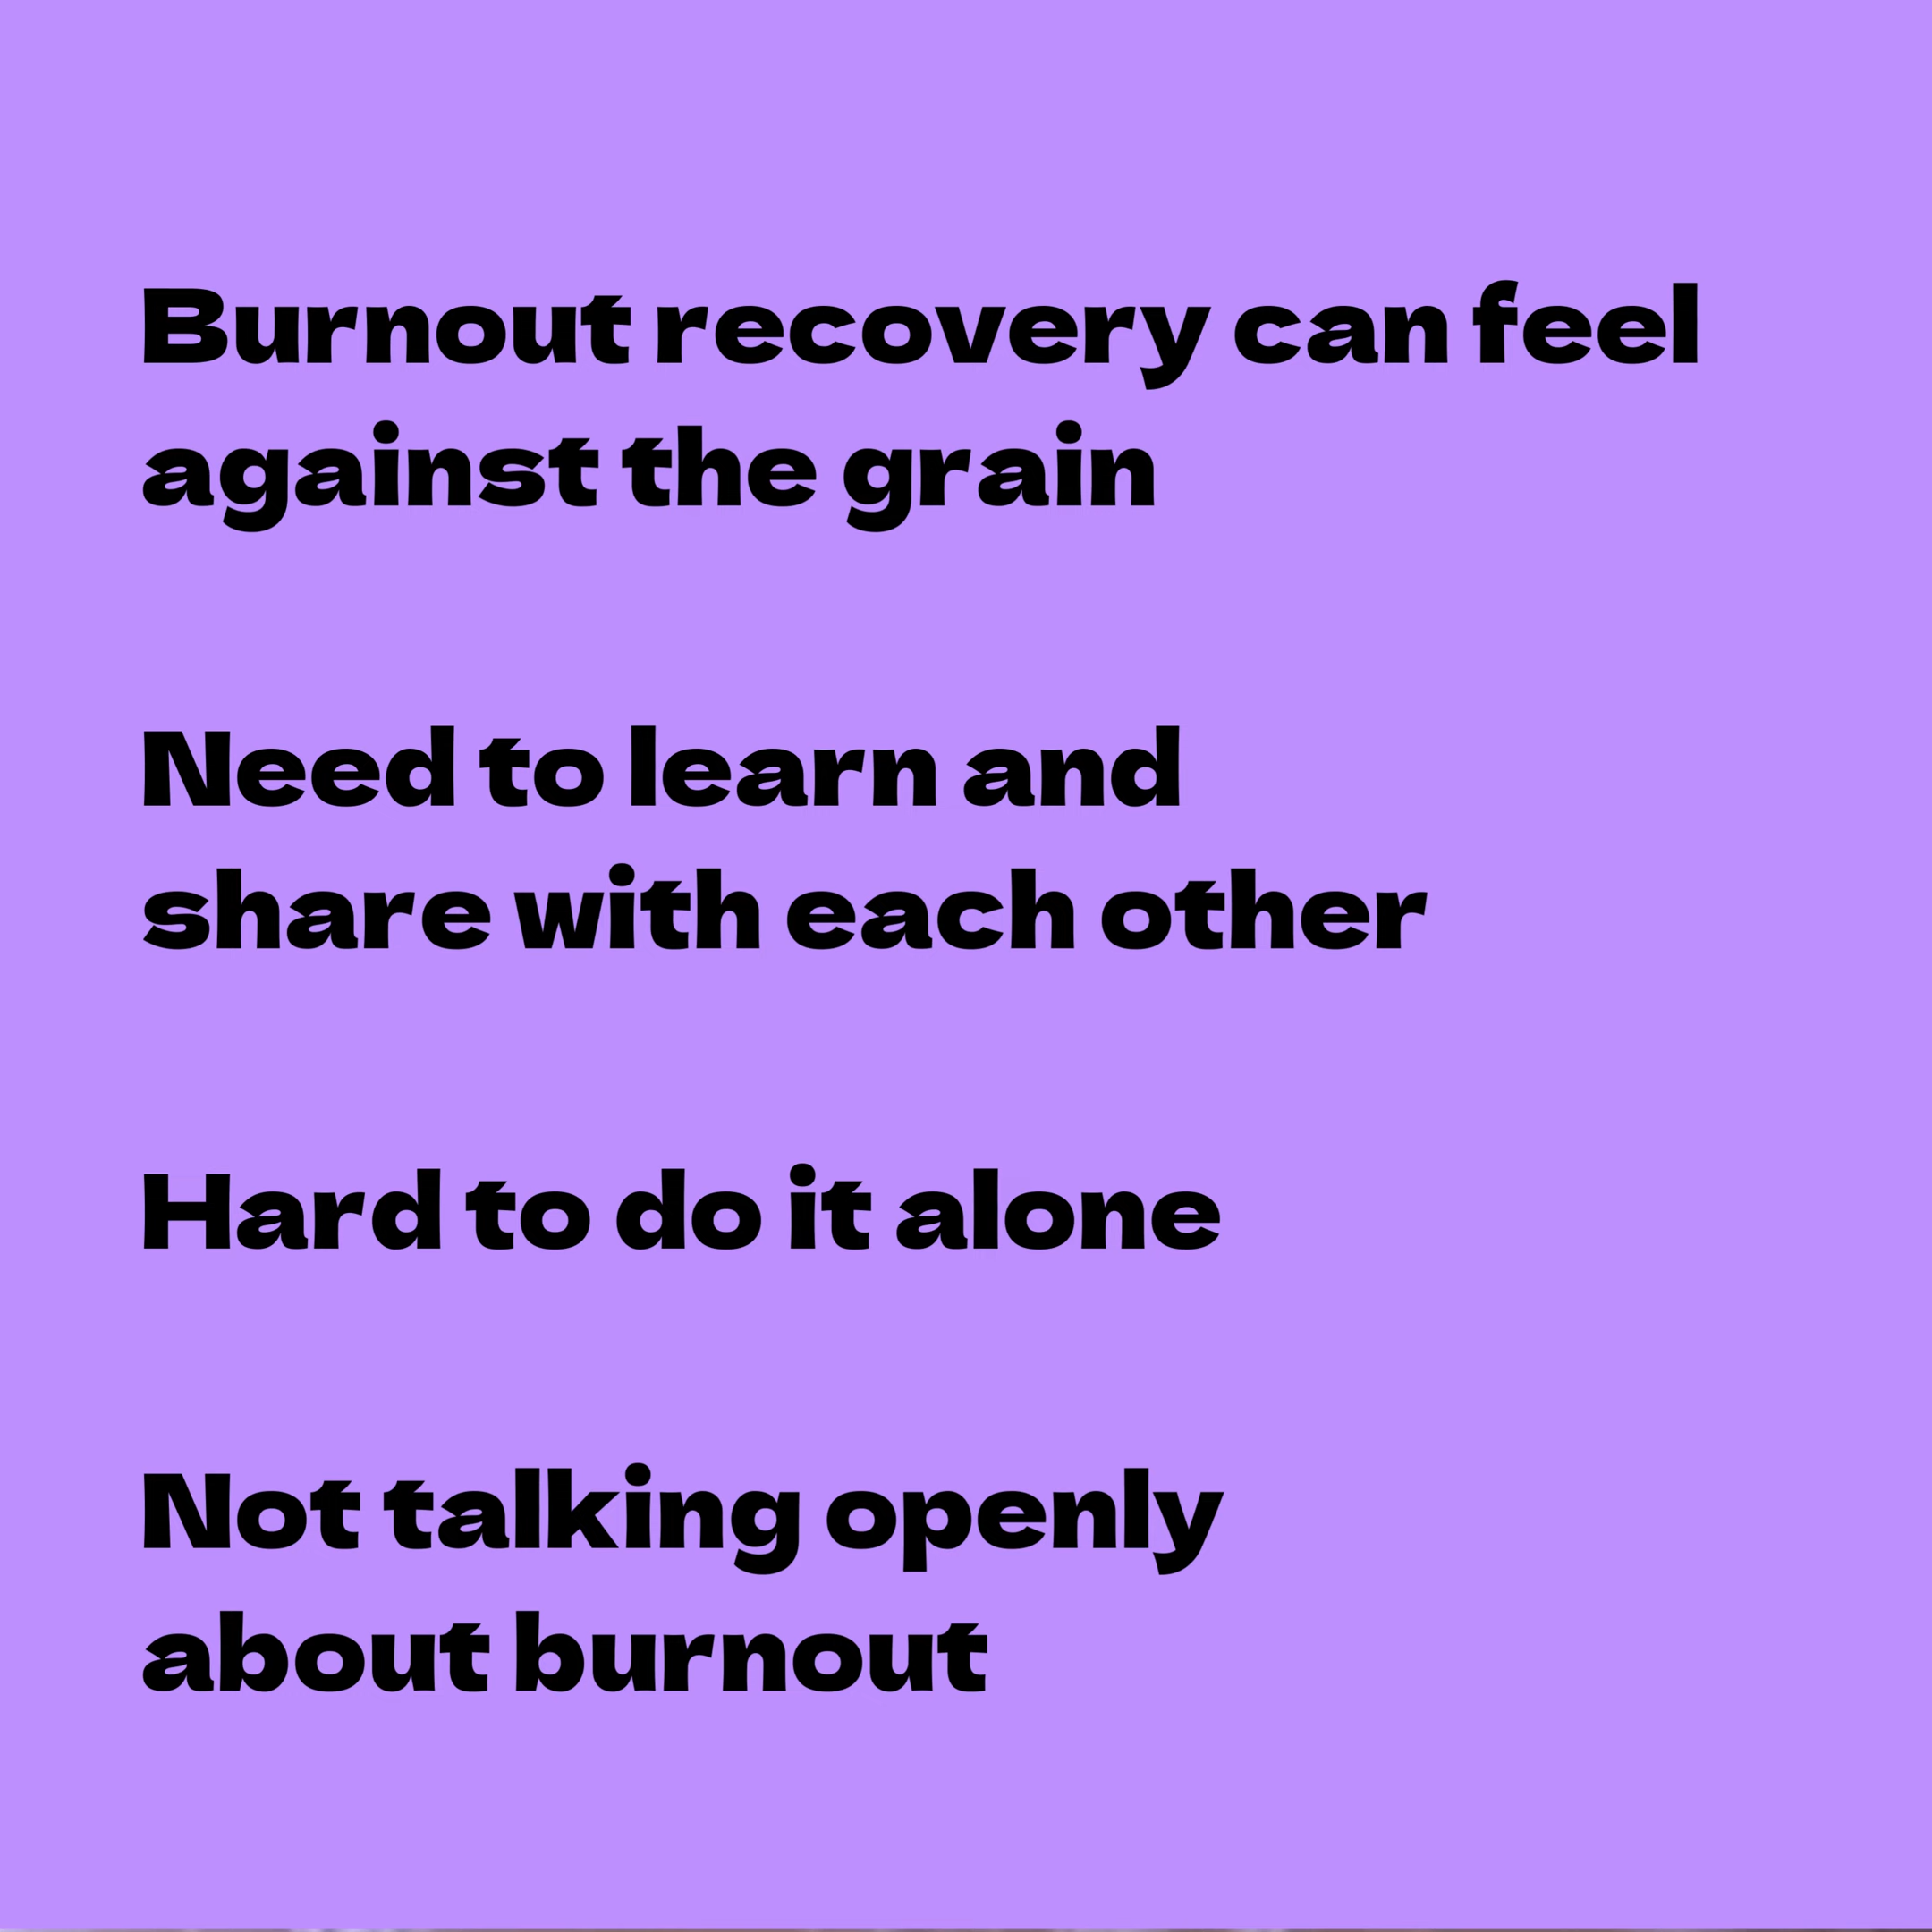 Burnout recovery can feel
against the grain
Need to learn and
share with each other
Hard to do it alone
Not talking openly
about burnout